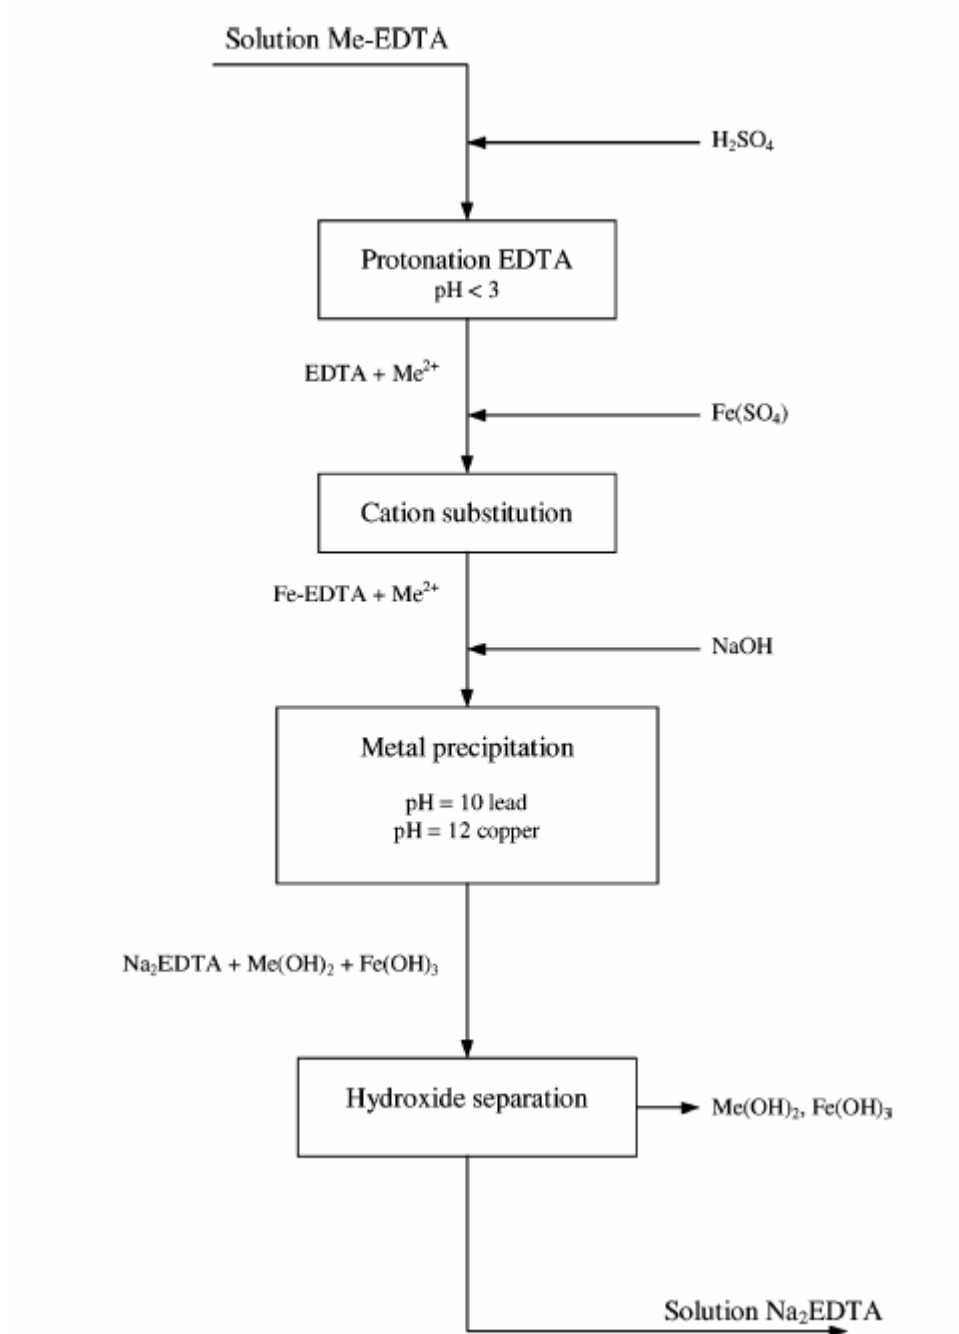 Solution Me-EDTA
H₂SO₄
Protonation EDTA
pH < 3
EDTA + Me²⁺
Fe(SO₄)
Cation substitution
Fe-EDTA + Me²⁺
NaOH
Metal precipitation
pH = 10 lead
pH = 12 copper
Na₂EDTA + Me(OH)₂ + Fe(OH)₃
Hydroxide separation
Me(OH)₂, Fe(OH)₃
Solution Na₂EDTA